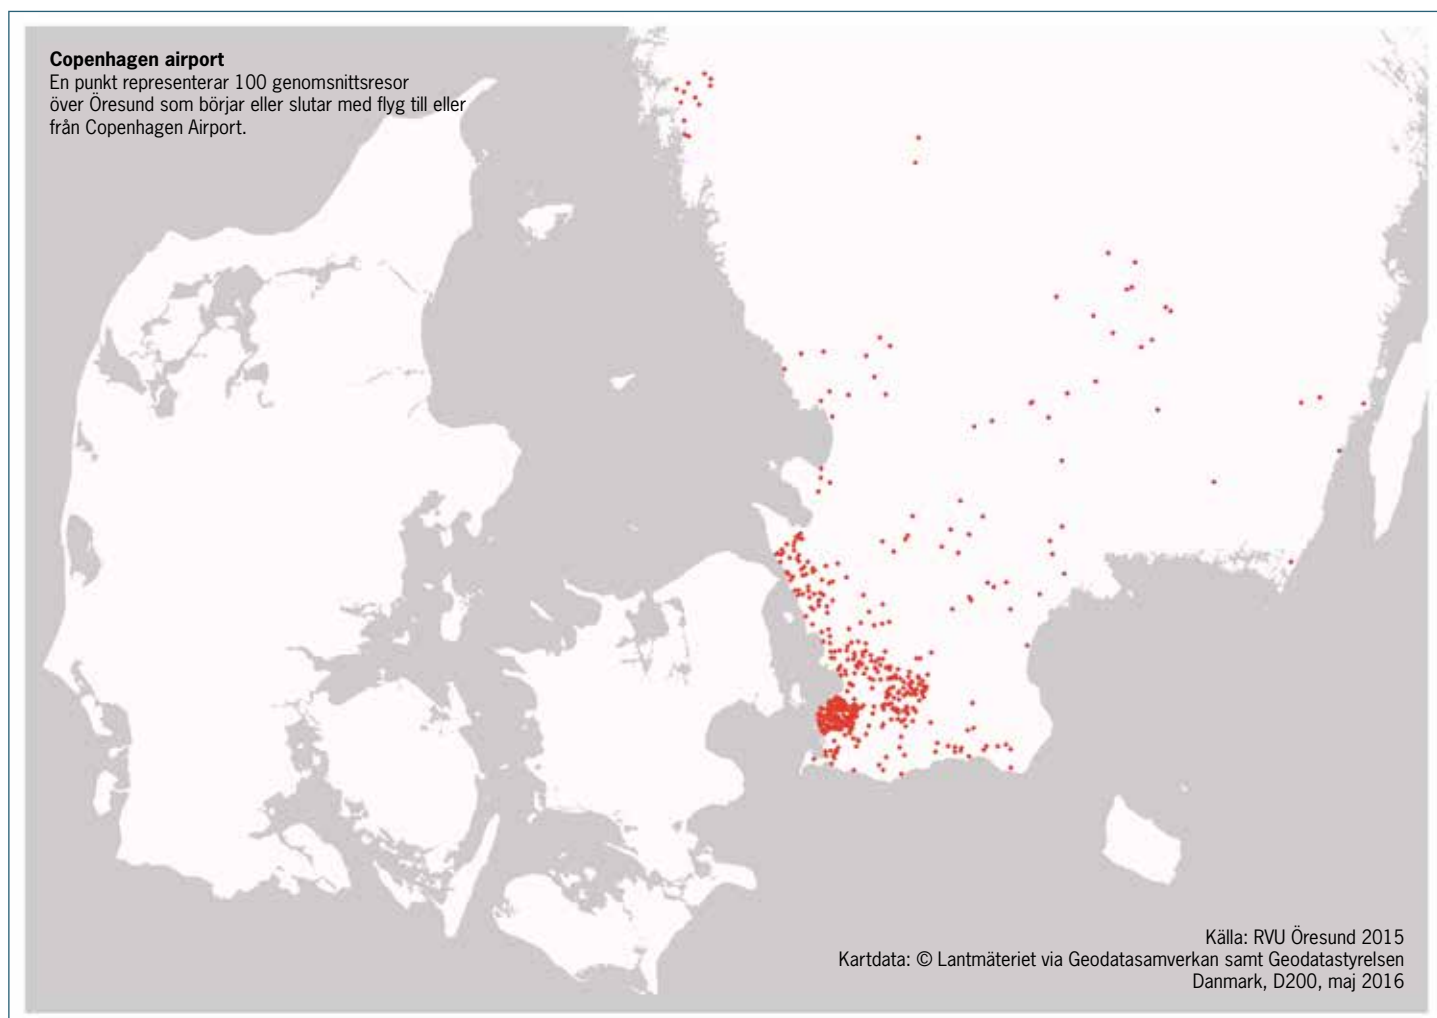 Copenhagen airport
En punkt representerar 100 genomsnittsresor
över Öresund som börjar eller slutar med flyg till eller
från Copenhagen Airport.
Källa: RVU Öresund 2015
Kartdata: © Lantmäteriet via Geodatasamverkan samt Geodatastyrelsen
Danmark, D200, maj 2016